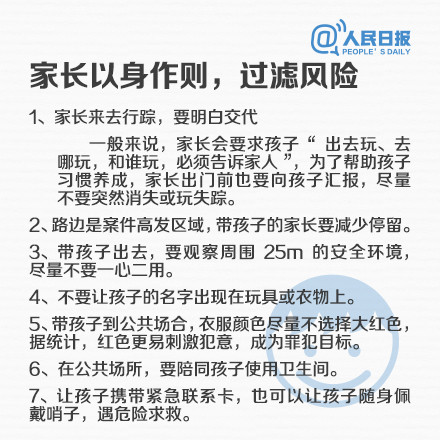 @人民日报
PEOPLE'S DAILY
家长以身作则，过滤风险
1、家长来去行踪，要明白交代
一般来说，家长会要求孩子“ 出去玩、去
哪玩，和谁玩，必须告诉家人 ”，为了帮助孩子
习惯养成，家长出门前也要向孩子汇报，尽量
不要突然消失或玩失踪。
2、路边是案件高发区域，带孩子的家长要减少停留。
3、带孩子出去，要观察周围 25m 的安全环境，
尽量不要一心二用。
4、不要让孩子的名字出现在玩具或衣物上。
5、带孩子到公共场合，衣服颜色尽量不选择大红色，
据统计，红色更易刺激犯意，成为罪犯目标。
6、在公共场所，要陪同孩子使用卫生间。
7、让孩子携带紧急联系卡，也可以让孩子随身佩
戴哨子，遇危险求救。